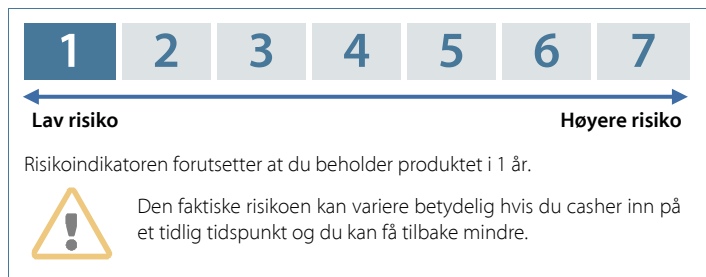 1 2 3 4 5 6 7
Lav risiko Høyere risiko
Risikoindikatoren forutsetter at du beholder produktet i 1 år.
Den faktiske risikoen kan variere betydelig hvis du casher inn på
et tidlig tidspunkt og du kan få tilbake mindre.